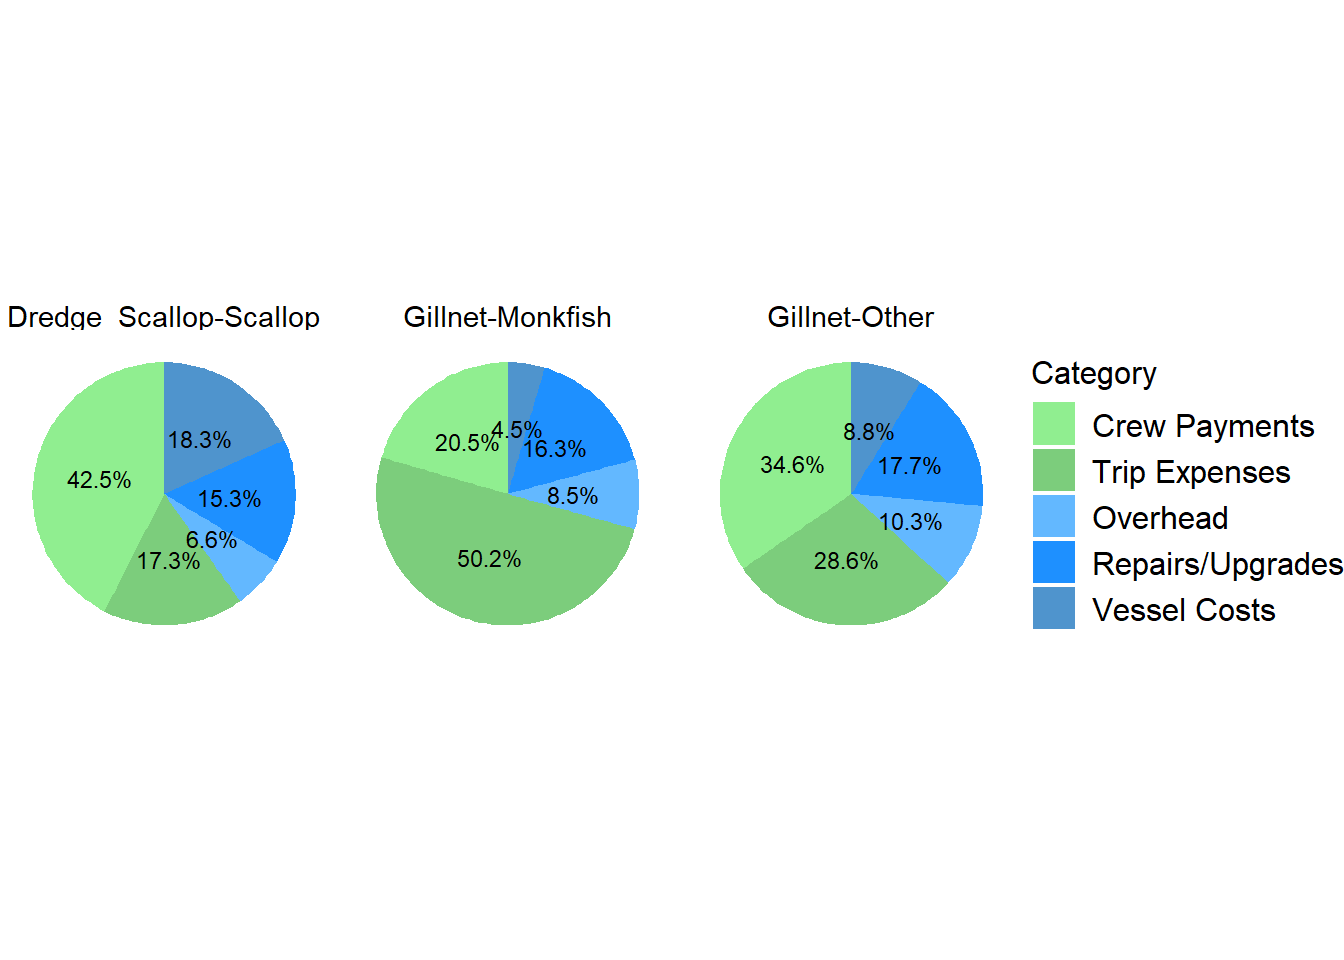 Dredge Scallop-Scallop
Gillnet-Monkfish
Gillnet-Other
18.3%
42.5%
15.3%
6.6%
17.3%
4.5%
20.5%
16.3%
8.5%
50.2%
8.8%
34.6%
17.7%
10.3%
28.6%
Category
Crew Payments
Trip Expenses
Overhead
Repairs/Upgrades
Vessel Costs